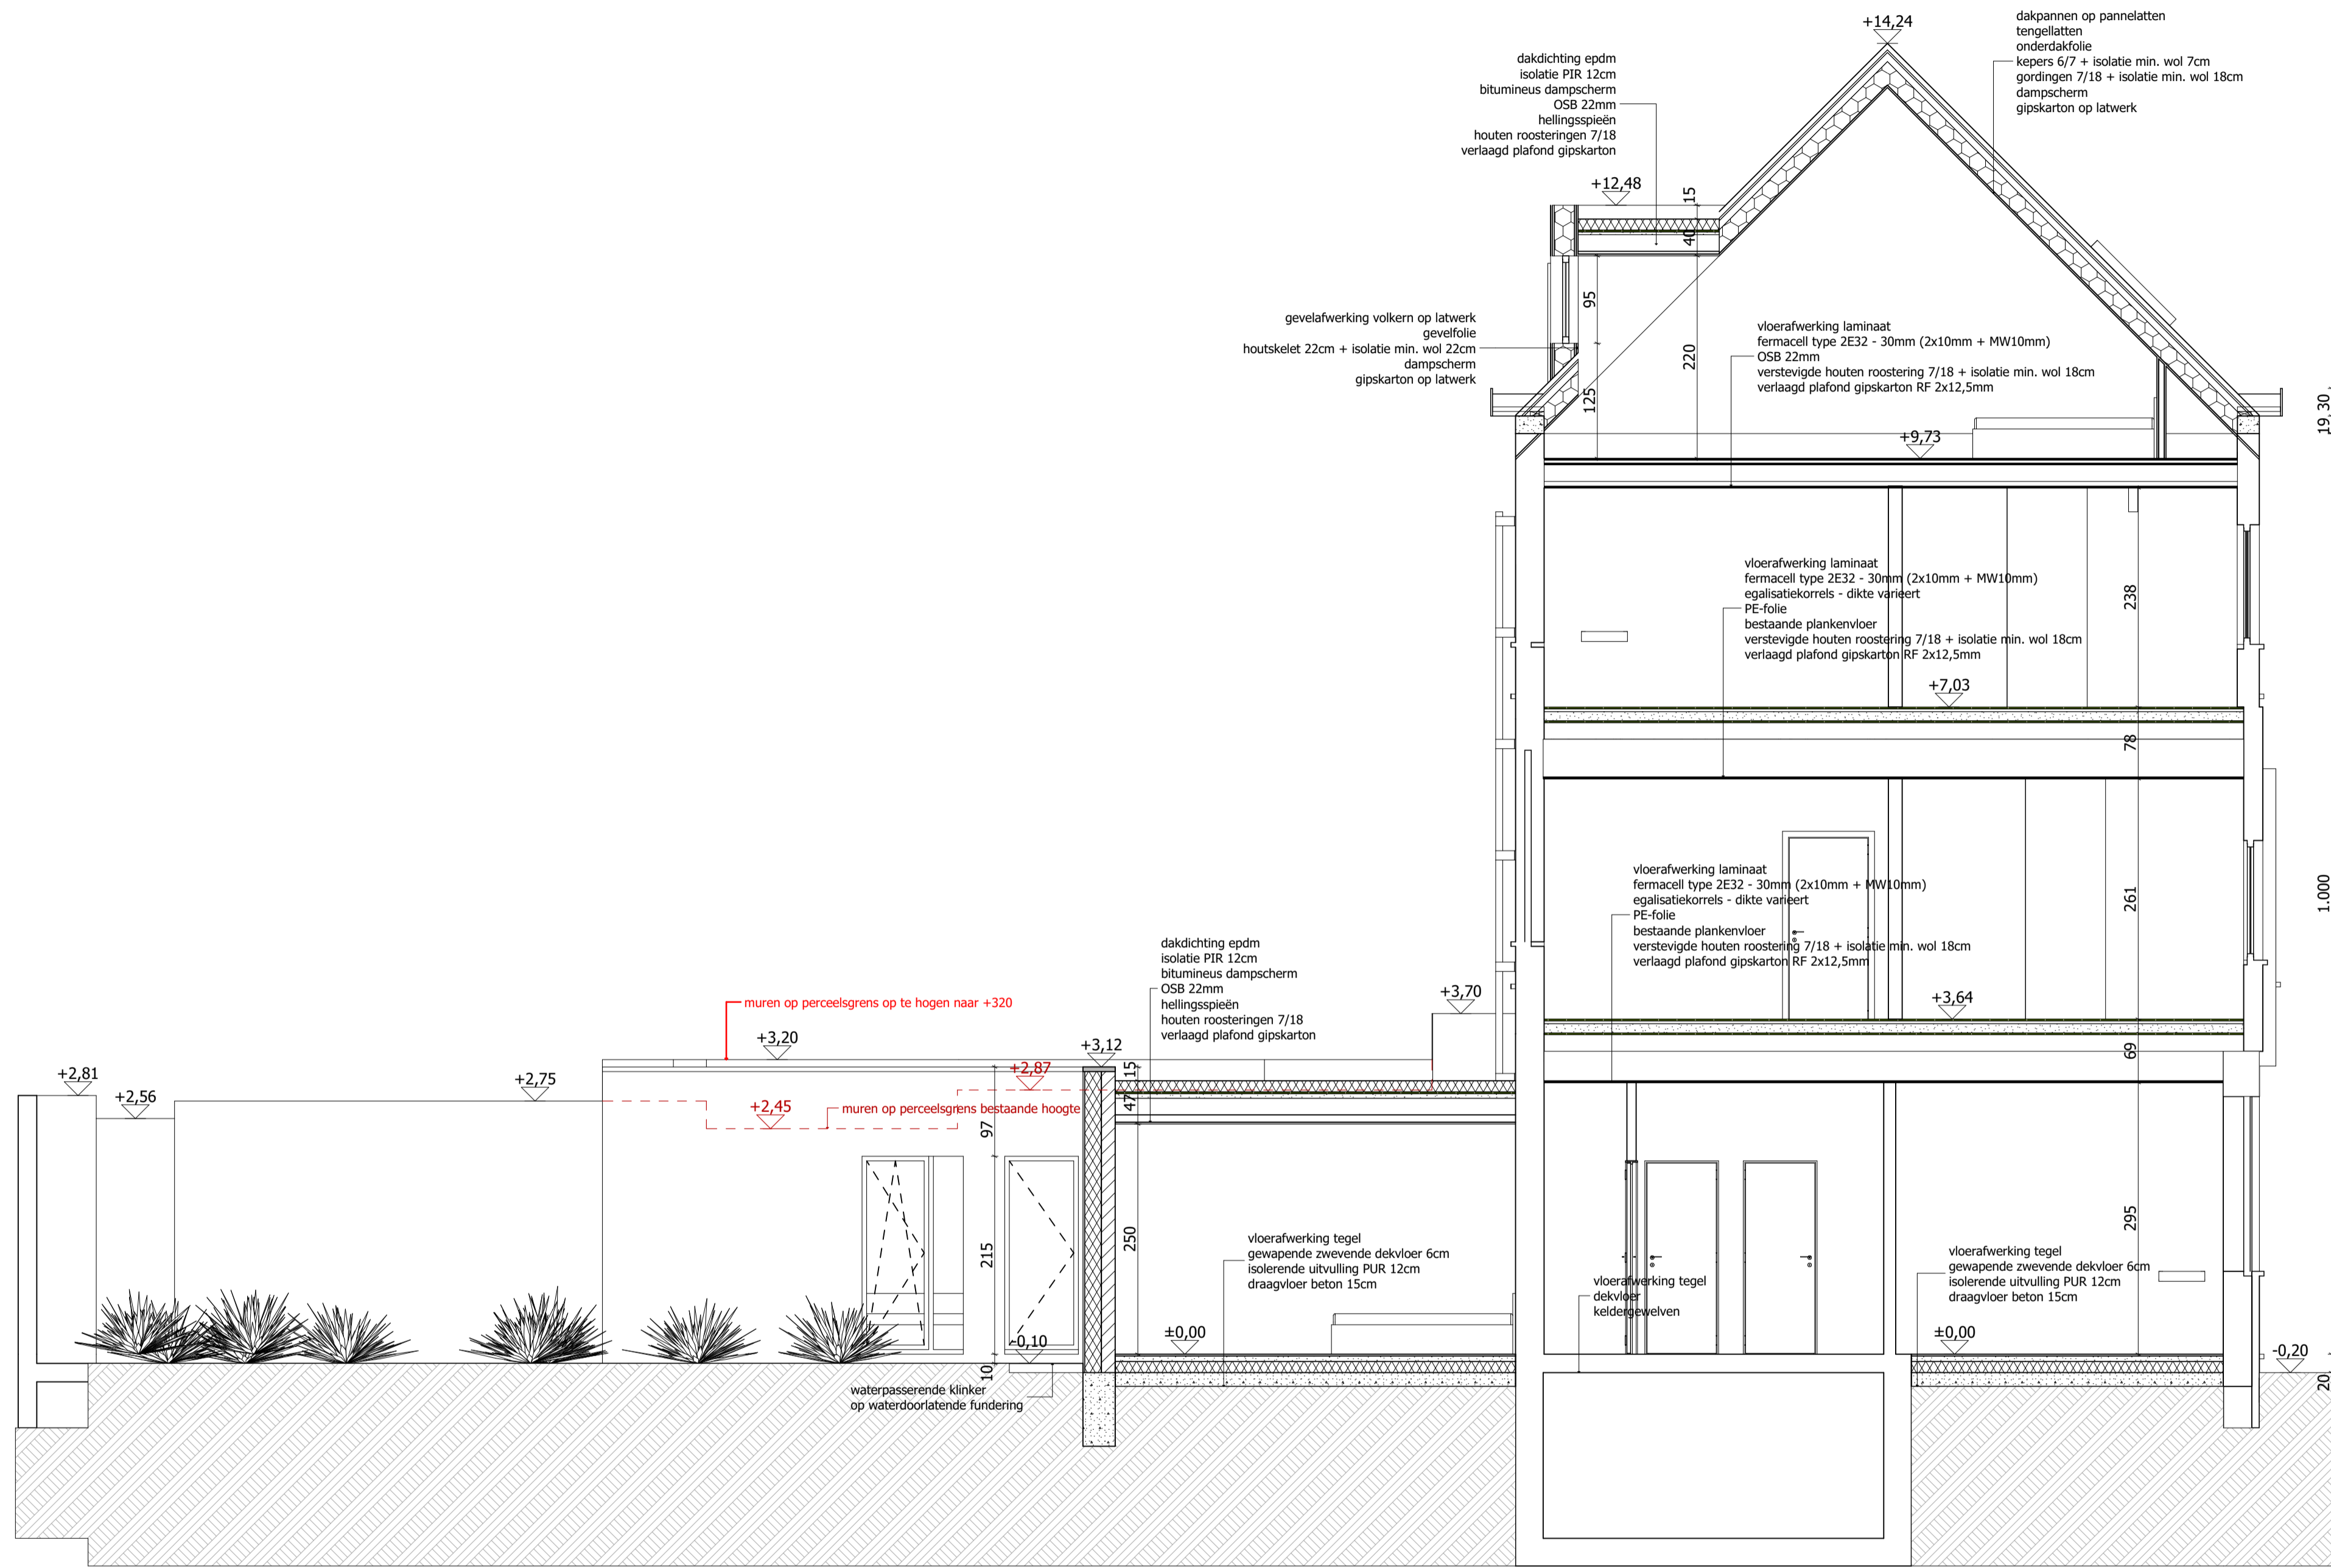 +14,24
dakpannen op pannelatten
tengellatten
onderdakfolie
kepers 6/7 + isolatie min. wol 7cm
gordingen 7/18 + isolatie min. wol 18cm
dampscherm
gipskarton op latwerk
dakdichting epdm
isolatie PIR 12cm
bitumineus dampscherm
OSB 22mm
hellingsspieën
houten roosteringen 7/18
verlaagd plafond gipskarton
+12,48
15
40
95
220
125
gevelafwerking volkern op latwerk
gevelfolie
houtskelet 22cm + isolatie min. wol 22cm
dampscherm
gipskarton op latwerk
vloerafwerking laminaat
fermacell type 2E32 - 30mm (2x10mm + MW10mm)
OSB 22mm
verstevigde houten roostering 7/18 + isolatie min. wol 18cm
verlaagd plafond gipskarton RF 2x12,5mm
30
19
+9,73
vloerafwerking laminaat
fermacell type 2E32 - 30mm (2x10mm + MW10mm)
egalisatiekorrels - dikte varieert
PE-folie
bestaande plankenvloer
verstevigde houten roostering 7/18 + isolatie min. wol 18cm
verlaagd plafond gipskarton RF 2x12,5mm
238
+7,03
78
vloerafwerking laminaat
fermacell type 2E32 - 30mm (2x10mm + MW10mm)
egalisatiekorrels - dikte varieert
PE-folie
bestaande plankenvloer
verstevigde houten roostering 7/18 + isolatie min. wol 18cm
verlaagd plafond gipskarton RF 2x12,5mm
261
1.000
+3,64
69
dakdichting epdm
isolatie PIR 12cm
bitumineus dampscherm
OSB 22mm
hellingsspieën
houten roosteringen 7/18
verlaagd plafond gipskarton
+3,70
muren op perceelsgrens op te hogen naar +320
+3,20
+3,12
+2,87
15
47
+2,81
+2,56
+2,75
+2,45
muren op perceelsgrens bestaande hoogte
97
215
250
295
vloerafwerking tegel
gewapende zwevende dekvloer 6cm
isolerende uitvulling PUR 12cm
draagvloer beton 15cm
vloerafwerking tegel
dekvloer
keldergewelven
vloerafwerking tegel
gewapende zwevende dekvloer 6cm
isolerende uitvulling PUR 12cm
draagvloer beton 15cm
-0,10
±0,00
±0,00
-0,20
10
20
waterpasserende klinker
op waterdoorlatende fundering